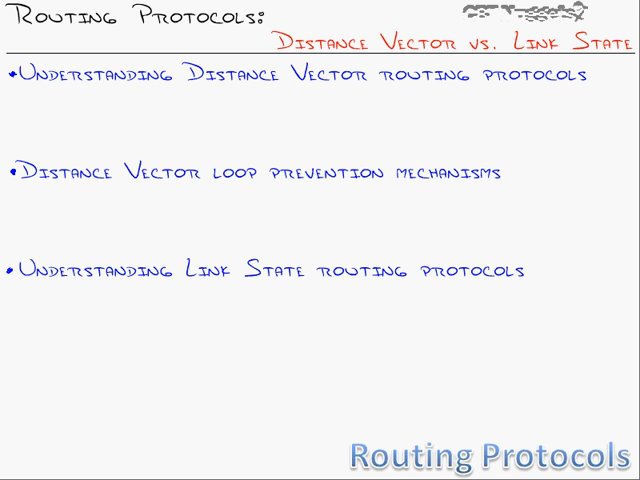 Routing Protocols:
Distance Vector vs. Link State
•Understanding Distance Vector routing protocols
•Distance Vector loop prevention mechanisms
•Understanding Link State routing protocols
Routing Protocols